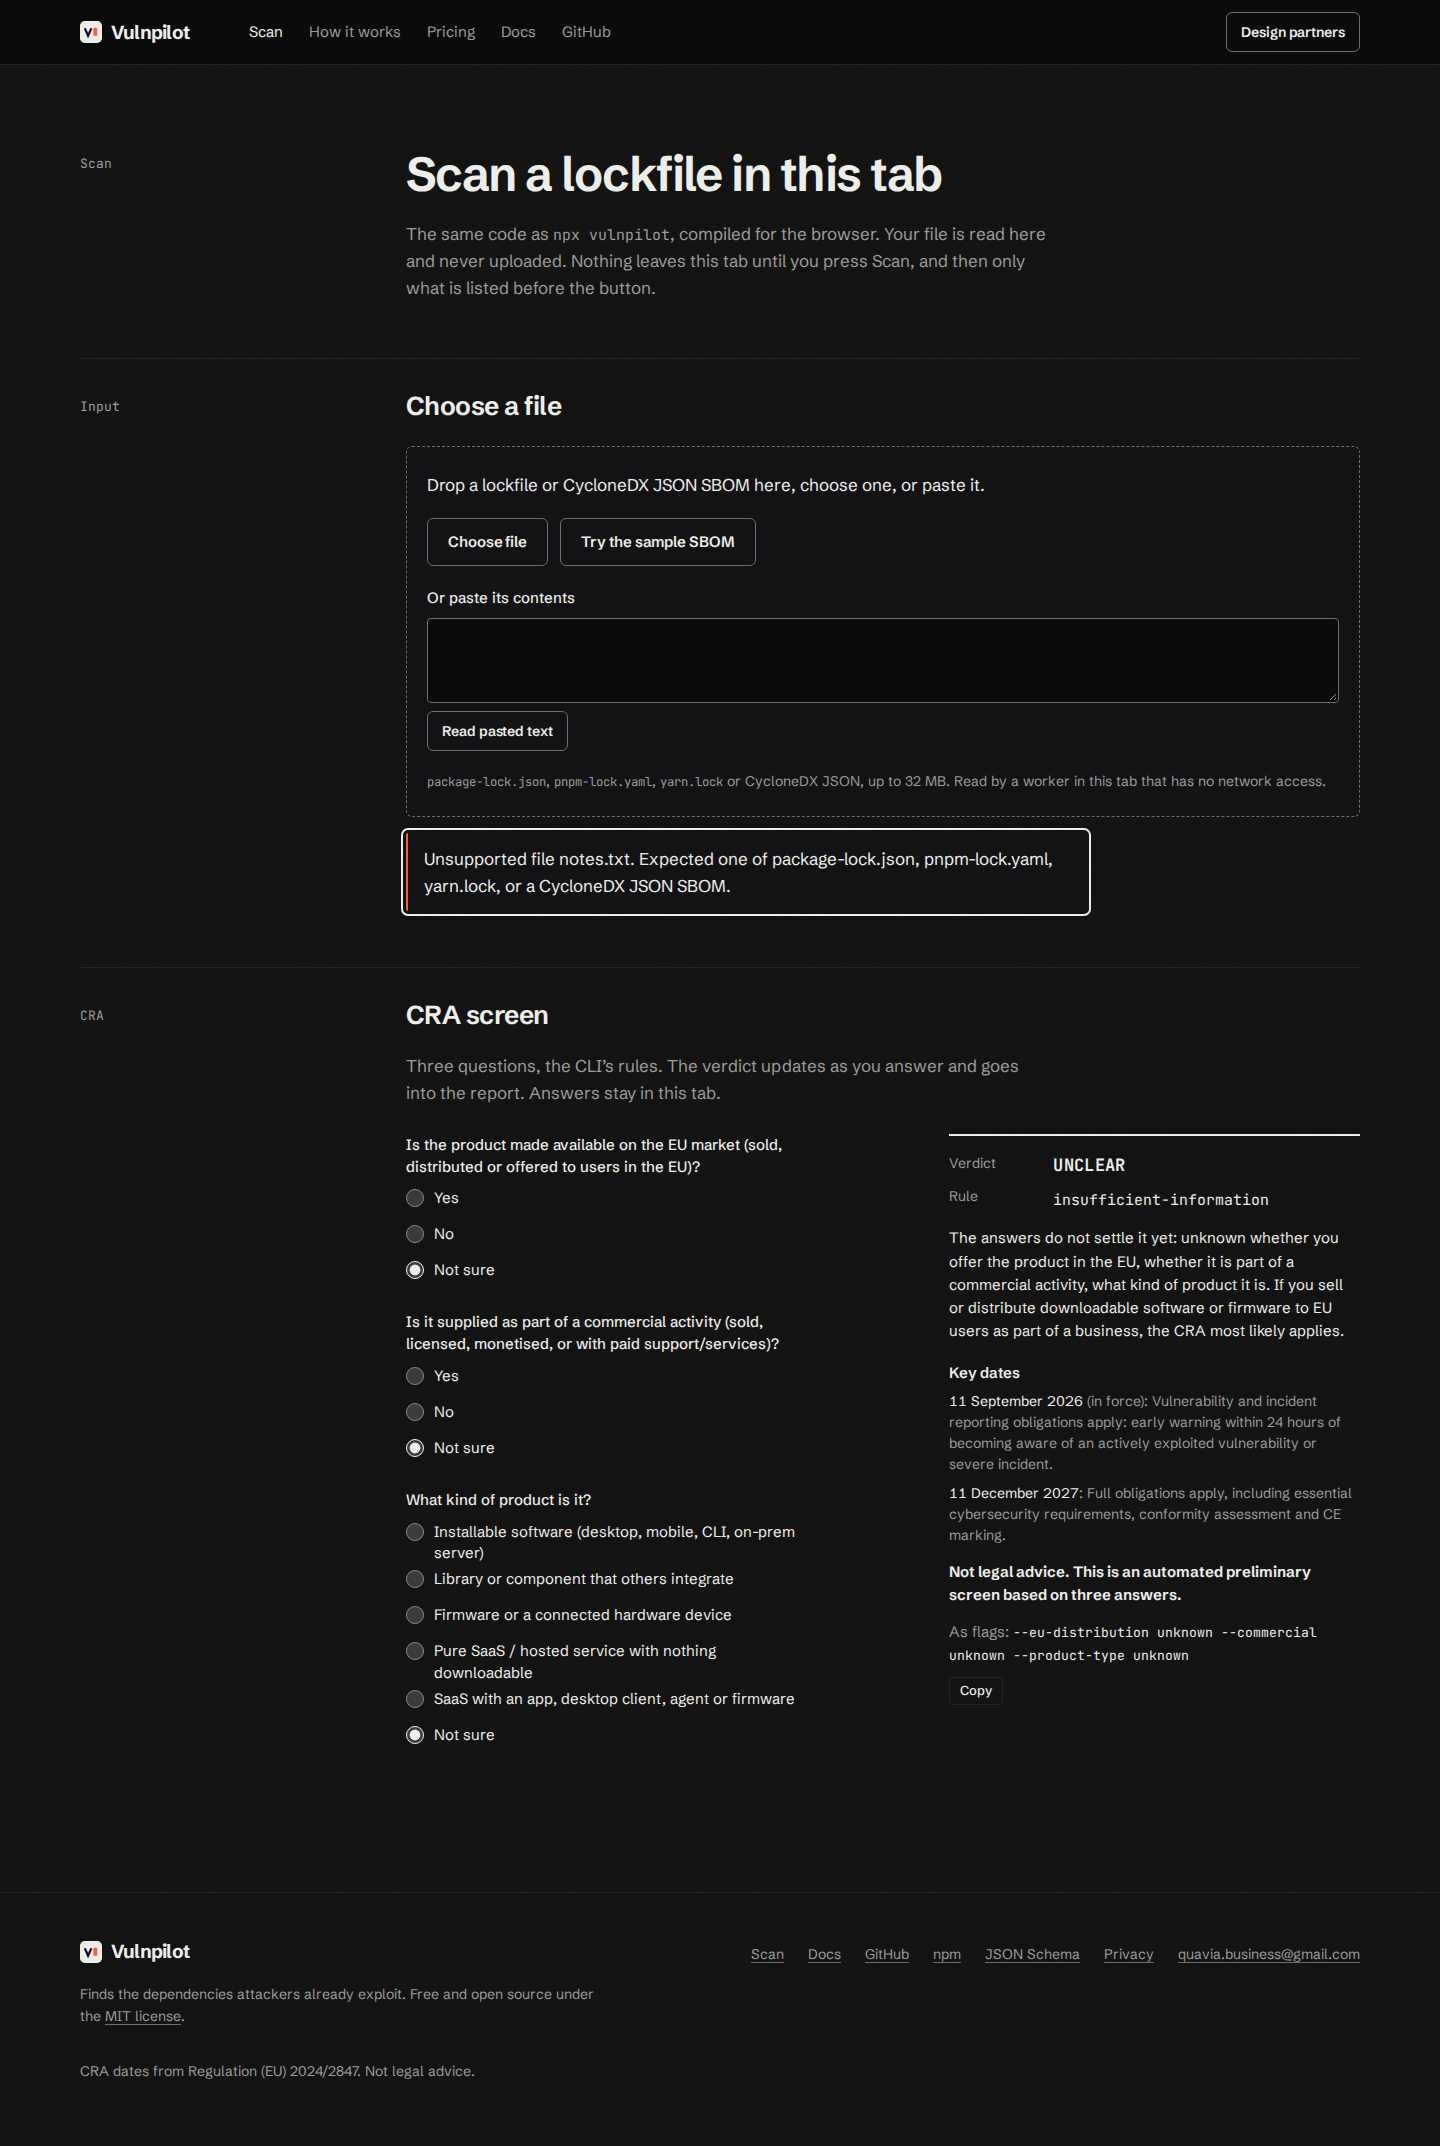 Vulnpilot
Scan
How it works
Pricing
Docs
GitHub
Design partners
Scan
Scan a lockfile in this tab
The same code as npx vulnpilot, compiled for the browser. Your file is read here
and never uploaded. Nothing leaves this tab until you press Scan, and then only
what is listed before the button.
Input
Choose a file
Drop a lockfile or CycloneDX JSON SBOM here, choose one, or paste it.
Choose file
Try the sample SBOM
Or paste its contents
Read pasted text
package-lock.json, pnpm-lock.yaml, yarn.lock or CycloneDX JSON, up to 32 MB. Read by a worker in this tab that has no network access.
Unsupported file notes.txt. Expected one of package-lock.json, pnpm-lock.yaml,
yarn.lock, or a CycloneDX JSON SBOM.
CRA
CRA screen
Three questions, the CLI’s rules. The verdict updates as you answer and goes
into the report. Answers stay in this tab.
Is the product made available on the EU market (sold,
distributed or offered to users in the EU)?
Yes
No
Not sure
Is it supplied as part of a commercial activity (sold,
licensed, monetised, or with paid support/services)?
Yes
No
Not sure
What kind of product is it?
Installable software (desktop, mobile, CLI, on-prem
server)
Library or component that others integrate
Firmware or a connected hardware device
Pure SaaS / hosted service with nothing
downloadable
SaaS with an app, desktop client, agent or firmware
Not sure
Verdict
UNCLEAR
Rule
insufficient-information
The answers do not settle it yet: unknown whether you
offer the product in the EU, whether it is part of a
commercial activity, what kind of product it is. If you sell
or distribute downloadable software or firmware to EU
users as part of a business, the CRA most likely applies.
Key dates
11 September 2026 (in force): Vulnerability and incident
reporting obligations apply: early warning within 24 hours of
becoming aware of an actively exploited vulnerability or
severe incident.
11 December 2027: Full obligations apply, including essential
cybersecurity requirements, conformity assessment and CE
marking.
Not legal advice. This is an automated preliminary
screen based on three answers.
As flags: --eu-distribution unknown --commercial
unknown --product-type unknown
Copy
Vulnpilot
Finds the dependencies attackers already exploit. Free and open source under
the MIT license.
CRA dates from Regulation (EU) 2024/2847. Not legal advice.
Scan
Docs
GitHub
npm
JSON Schema
Privacy
quavia.business@gmail.com